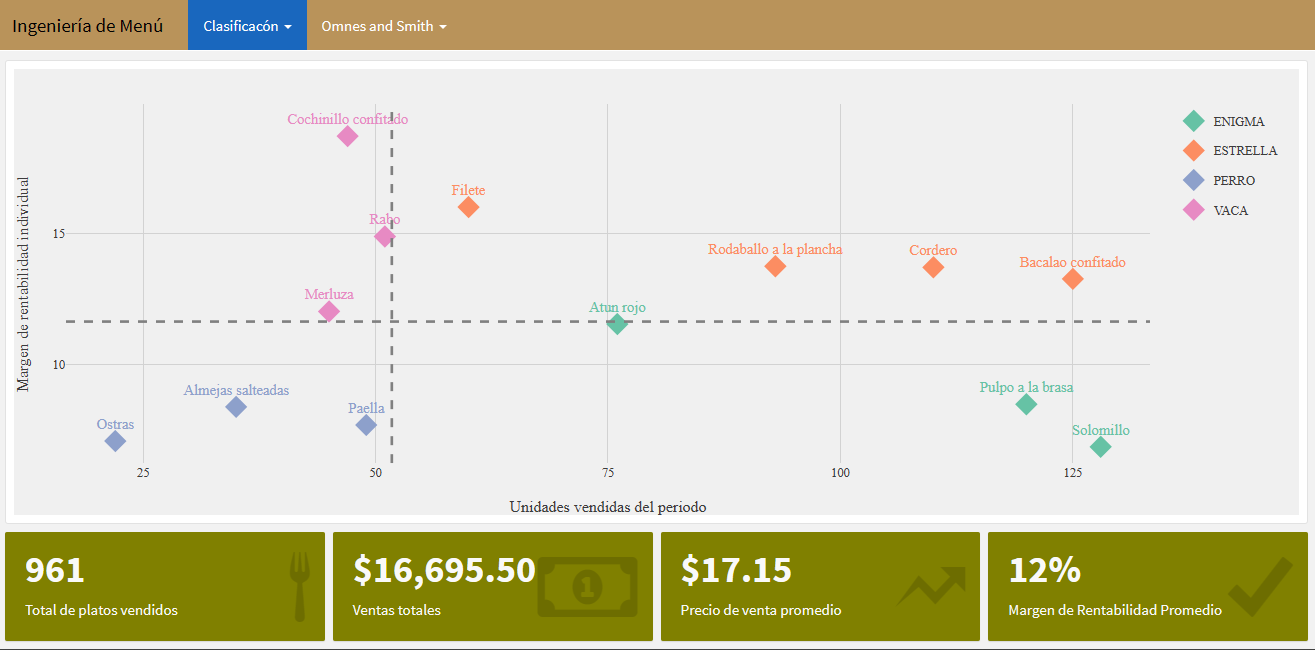 Ingeniería de Menú
Clasificacón
Omnes and Smith
Cochinillo confitado
Filete
Rabo
Rodaballo a la plancha
Cordero
Bacalao confitado
Merluza
Atun rojo
Almejas salteadas
Pulpo a la brasa
Paella
Ostras
Solomillo
ENIGMA
ESTRELLA
PERRO
VACA
Margen de rentabilidad individual
15
10
25
50
75
100
125
Unidades vendidas del periodo
961
Total de platos vendidos
$16,695.50
1
Ventas totales
$17.15
Precio de venta promedio
12%
Margen de Rentabilidad Promedio